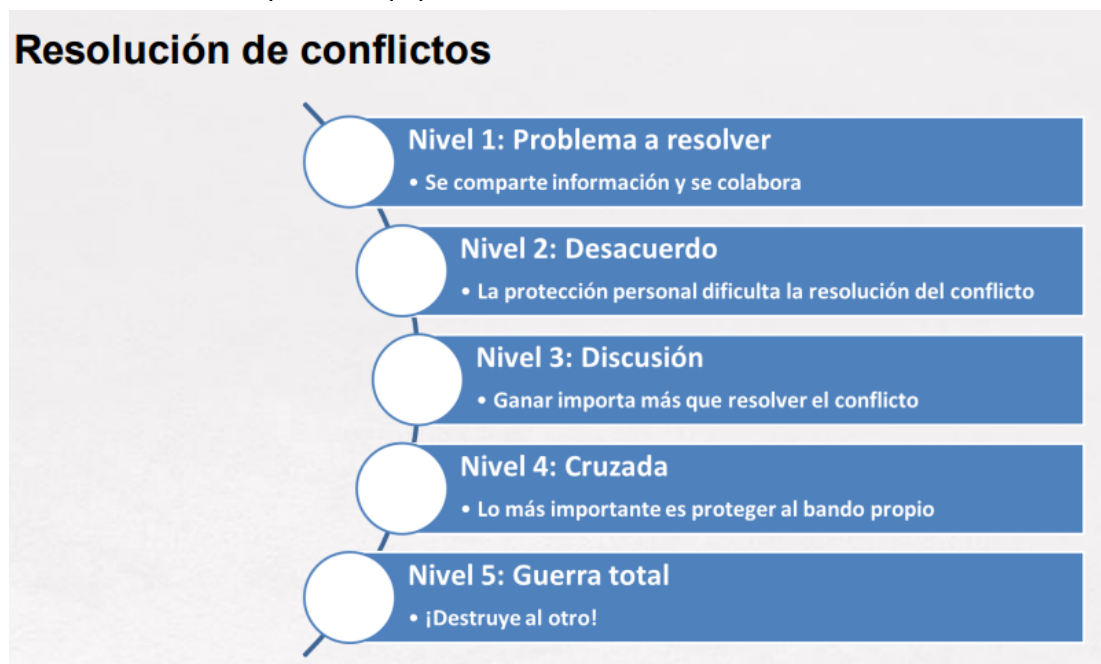 Resolución de conflictos
Nivel 1: Problema a resolver
• Se comparte información y se colabora
Nivel 2: Desacuerdo
• La protección personal dificulta la resolución del conflicto
Nivel 3: Discusión
• Ganar importa más que resolver el conflicto
Nivel 4: Cruzada
• Lo más importante es proteger al bando propio
Nivel 5: Guerra total
• ¡Destruye al otro!